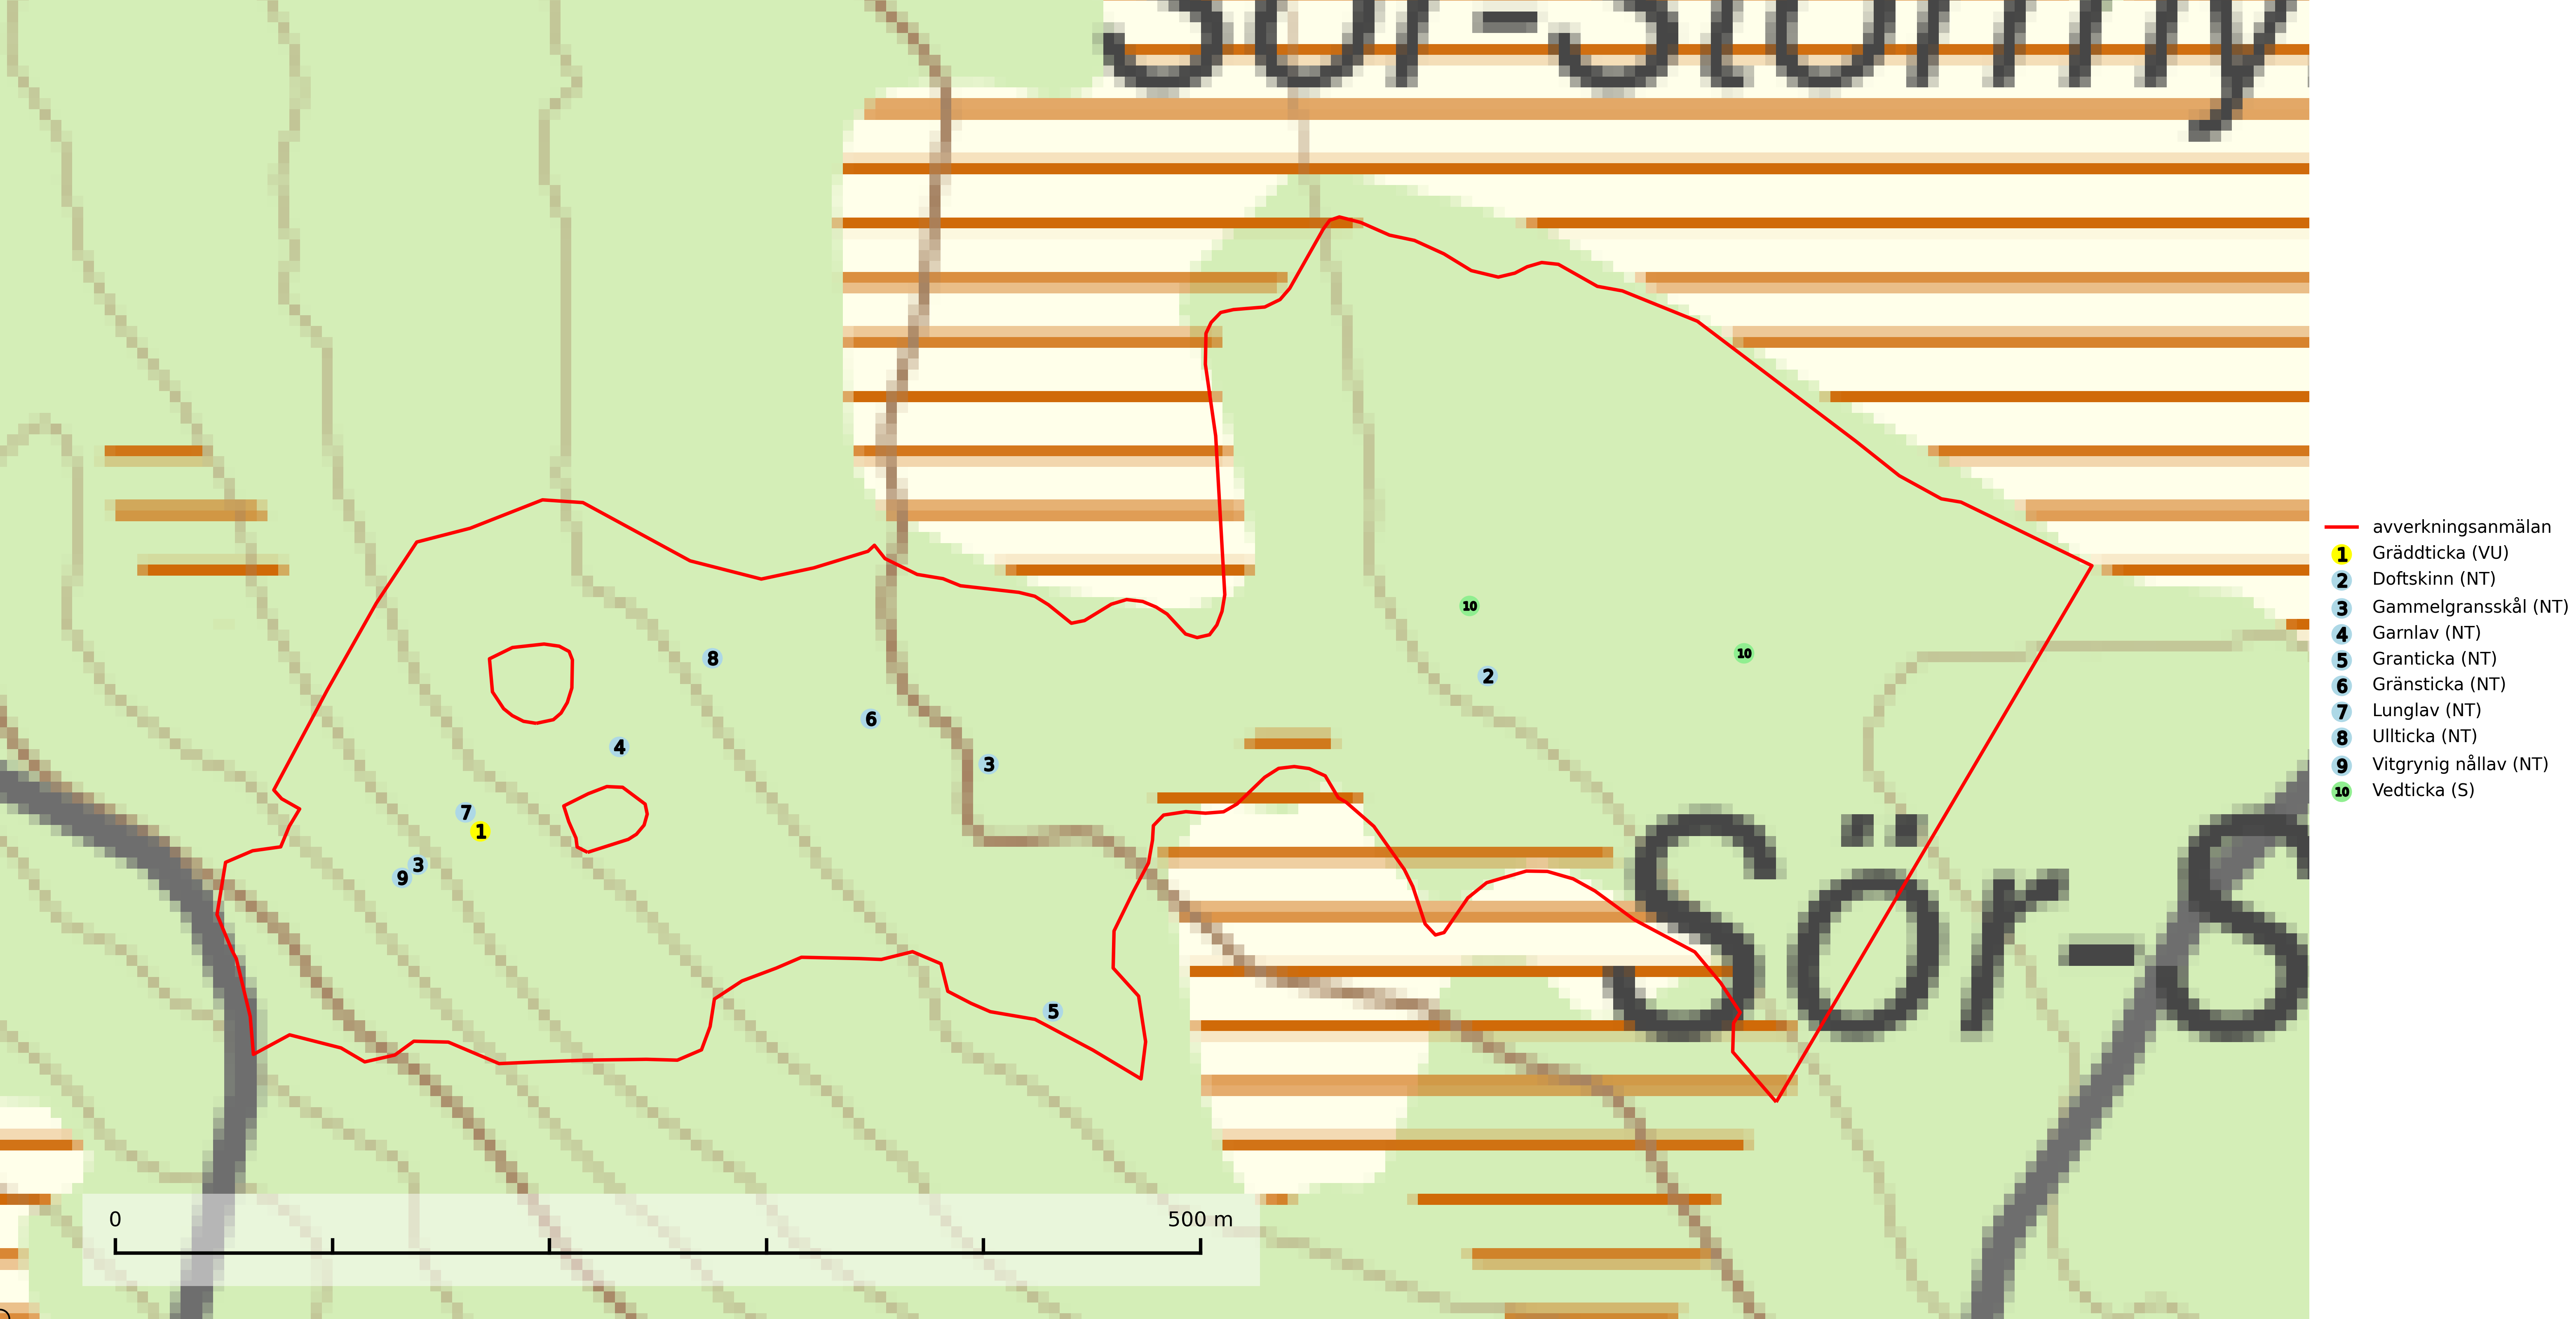 8
10
10
2
6
4
3
7
1
3
9
5
Sör-S
0 500 m
avverkningsanmälan
1 Gräddticka (VU)
2 Doftskinn (NT)
3 Gammelgransskål (NT)
4 Garnlav (NT)
5 Granticka (NT)
6 Gränsticka (NT)
7 Lunglav (NT)
8 Ullticka (NT)
9 Vitgrynig nållav (NT)
10 Vedticka (S)